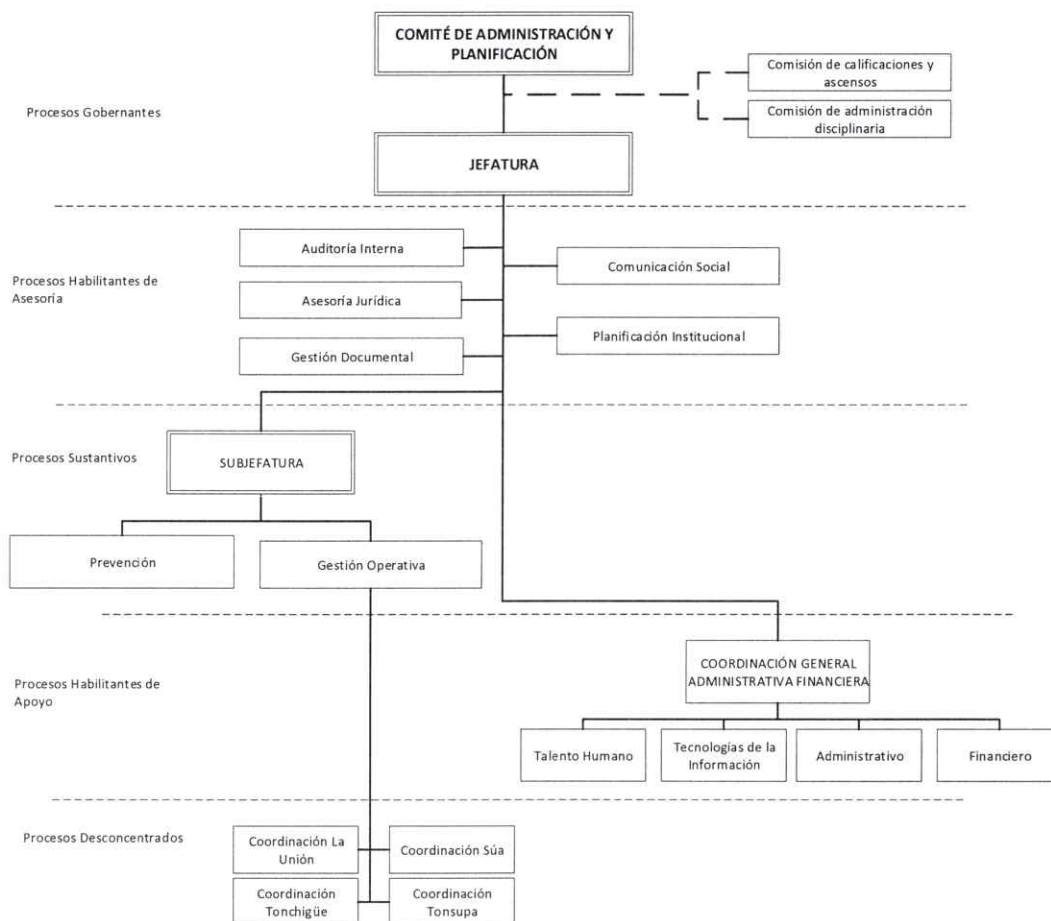 COMITÉ DE ADMINISTRACIÓN Y
PLANIFICACIÓN
Comisión de calificaciones y
ascensos
Procesos Gobernantes
Comisión de administración
disciplinaria
JEFATURA
Auditoría Interna
Comunicación Social
Procesos Habilitantes de
Asesoría
Asesoría Jurídica
Planificación Institucional
Gestión Documental
Procesos Sustantivos
SUBJEFATURA
Prevención
Gestión Operativa
COORDINACIÓN GENERAL
ADMINISTRATIVA FINANCIERA
Procesos Habilitantes de
Apoyo
Talento Humano
Tecnologías de la
Información
Administrativo
Financiero
Procesos Desconcentrados
Coordinación La
Unión
Coordinación Súa
Coordinación
Tonchigüe
Coordinación
Tonsupa